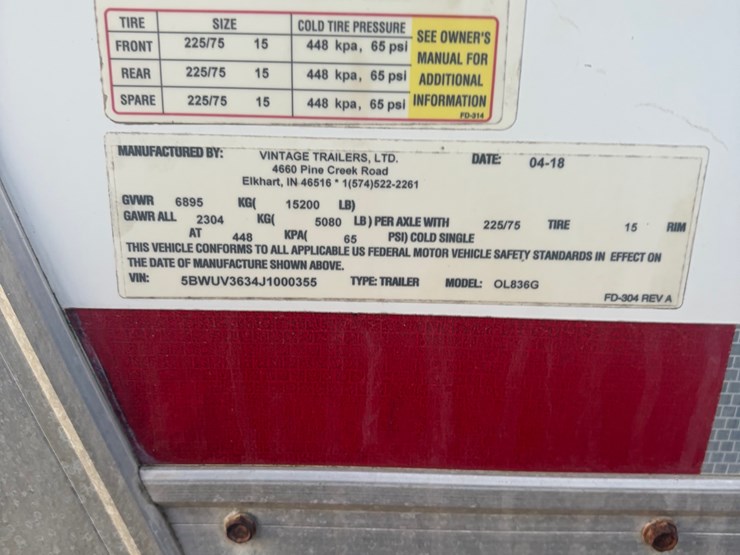 TIRE SIZE COLD TIRE PRESSURE SEE OWNER'S MANUAL FOR ADDITIONAL INFORMATION
FRONT 225/75 15 448 kpa, 65 psi
REAR 225/75 15 448 kpa, 65 psi
SPARE 225/75 15 448 kpa, 65 psi
FD-314
MANUFACTURED BY: VINTAGE TRAILERS, LTD. DATE: 04-18
4660 Pine Creek Road
Elkhart, IN 46516 * 1(574)522-2261
GVWR 6895 KG( 15200 LB)
GAWR ALL 2304 KG( 5080 LB) PER AXLE WITH 225/75 TIRE 15 RIM
AT 448 KPA( 65 PSI) COLD SINGLE
THIS VEHICLE CONFORMS TO ALL APPLICABLE US FEDERAL MOTOR VEHICLE SAFETY STANDARDS IN EFFECT ON
THE DATE OF MANUFACTURE SHOWN ABOVE.
VIN: 5BWUV3634J1000355 TYPE: TRAILER MODEL: OL836G
FD-304 REV A